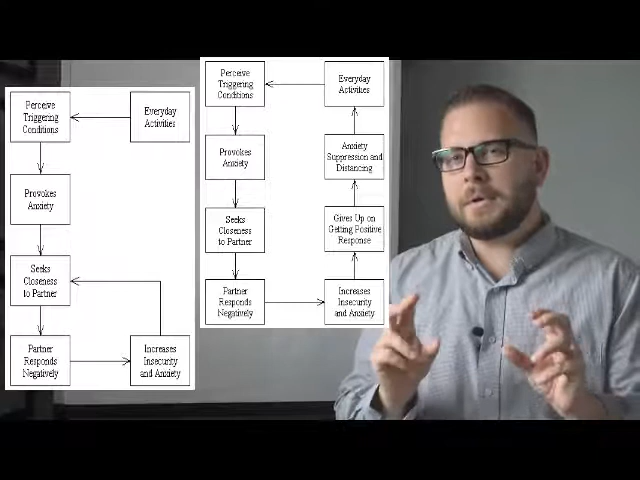 Perceive
Triggering
Conditions
Everyday
Activities
Provokes
Anxiety
Seeks
Closeness
to Partner
Partner
Responds
Negatively
Increases
Insecurity
and Anxiety
Perceive
Triggering
Conditions
Everyday
Activities
Provokes
Anxiety
Anxiety
Suppression and
Distancing
Seeks
Closeness
to Partner
Gives Up on
Getting Positive
Response
Partner
Responds
Negatively
Increases
Insecurity
and Anxiety